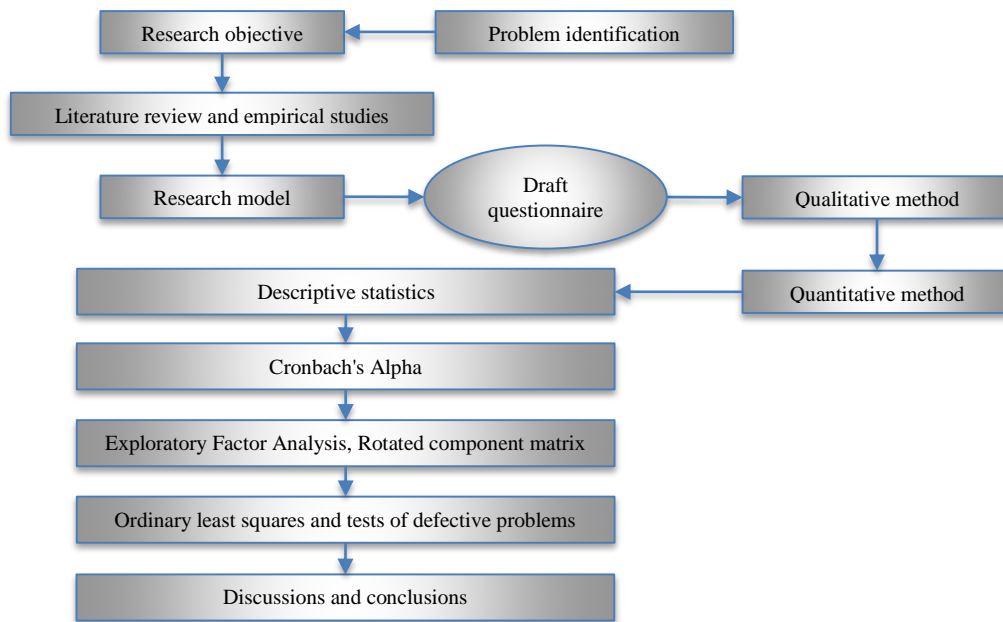 Research objective
Problem identification
Literature review and empirical studies
Research model
Draft
questionnaire
Qualitative method
Quantitative method
Descriptive statistics
Cronbach's Alpha
Exploratory Factor Analysis, Rotated component matrix
Ordinary least squares and tests of defective problems
Discussions and conclusions